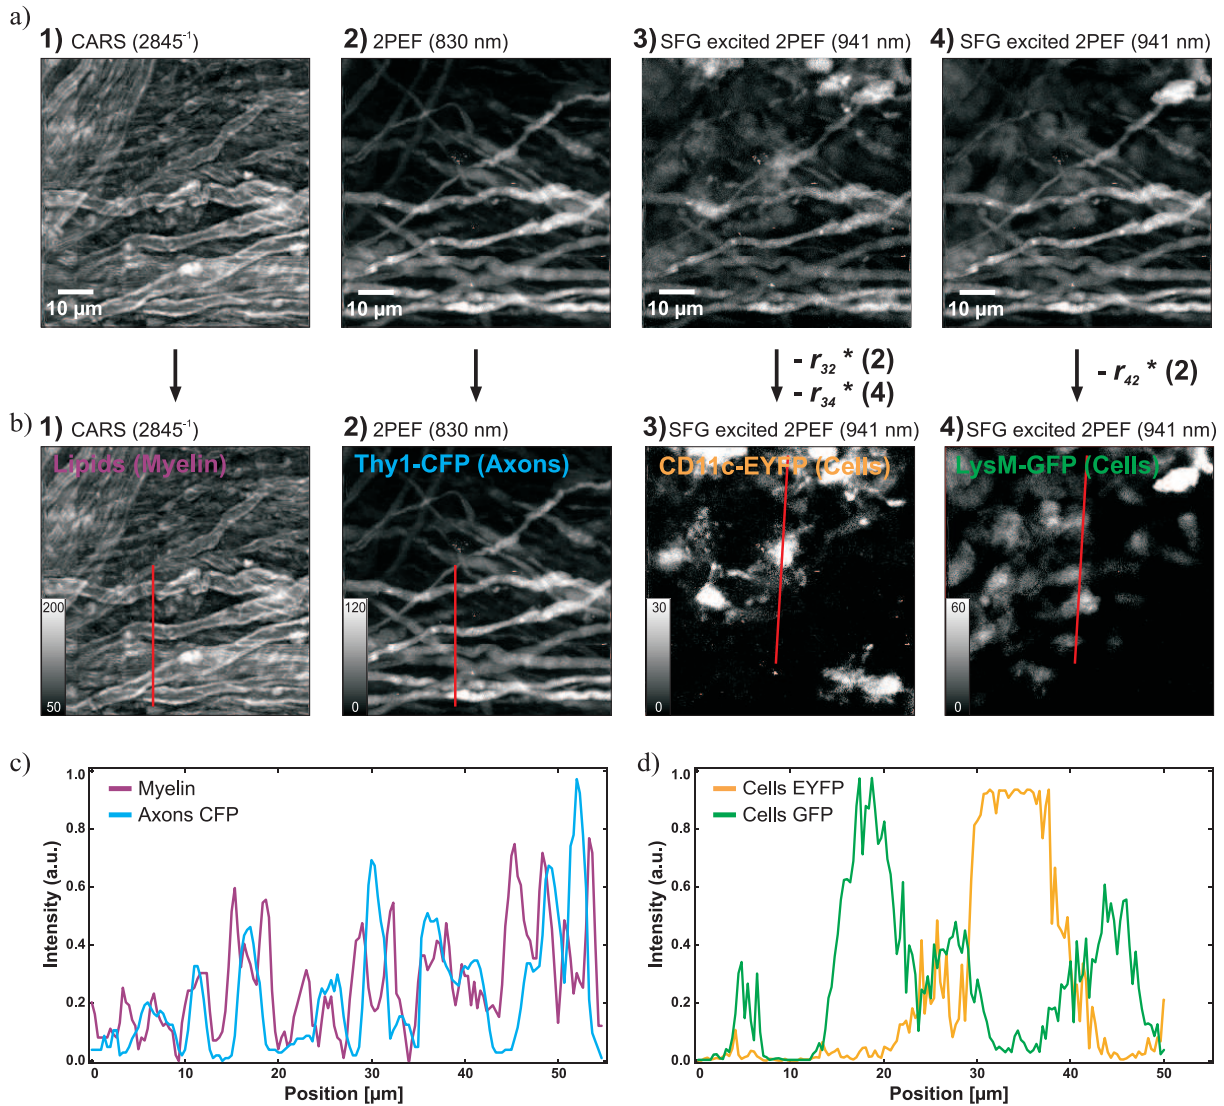 a)
1) CARS (2845⁻¹)
2) 2PEF (830 nm)
3) SFG excited 2PEF (941 nm)
4) SFG excited 2PEF (941 nm)
10 µm
10 µm
10 µm
10 µm
- r₃₂ * (2)
- r₃₄ * (4)
- r₄₂ * (2)
b)
1) CARS (2845⁻¹)
2) 2PEF (830 nm)
3) SFG excited 2PEF (941 nm)
4) SFG excited 2PEF (941 nm)
Lipids (Myelin)
Thy1-CFP (Axons)
CD11c-EYFP (Cells)
LysM-GFP (Cells)
200
50
120
0
30
0
60
0
c)
Myelin
Axons CFP
Intensity (a.u.)
1.0
0.8
0.6
0.4
0.2
0.0
0 10 20 30 40 50
Position [µm]
d)
Cells EYFP
Cells GFP
Intensity (a.u.)
1.0
0.8
0.6
0.4
0.2
0.0
0 10 20 30 40 50
Position [µm]